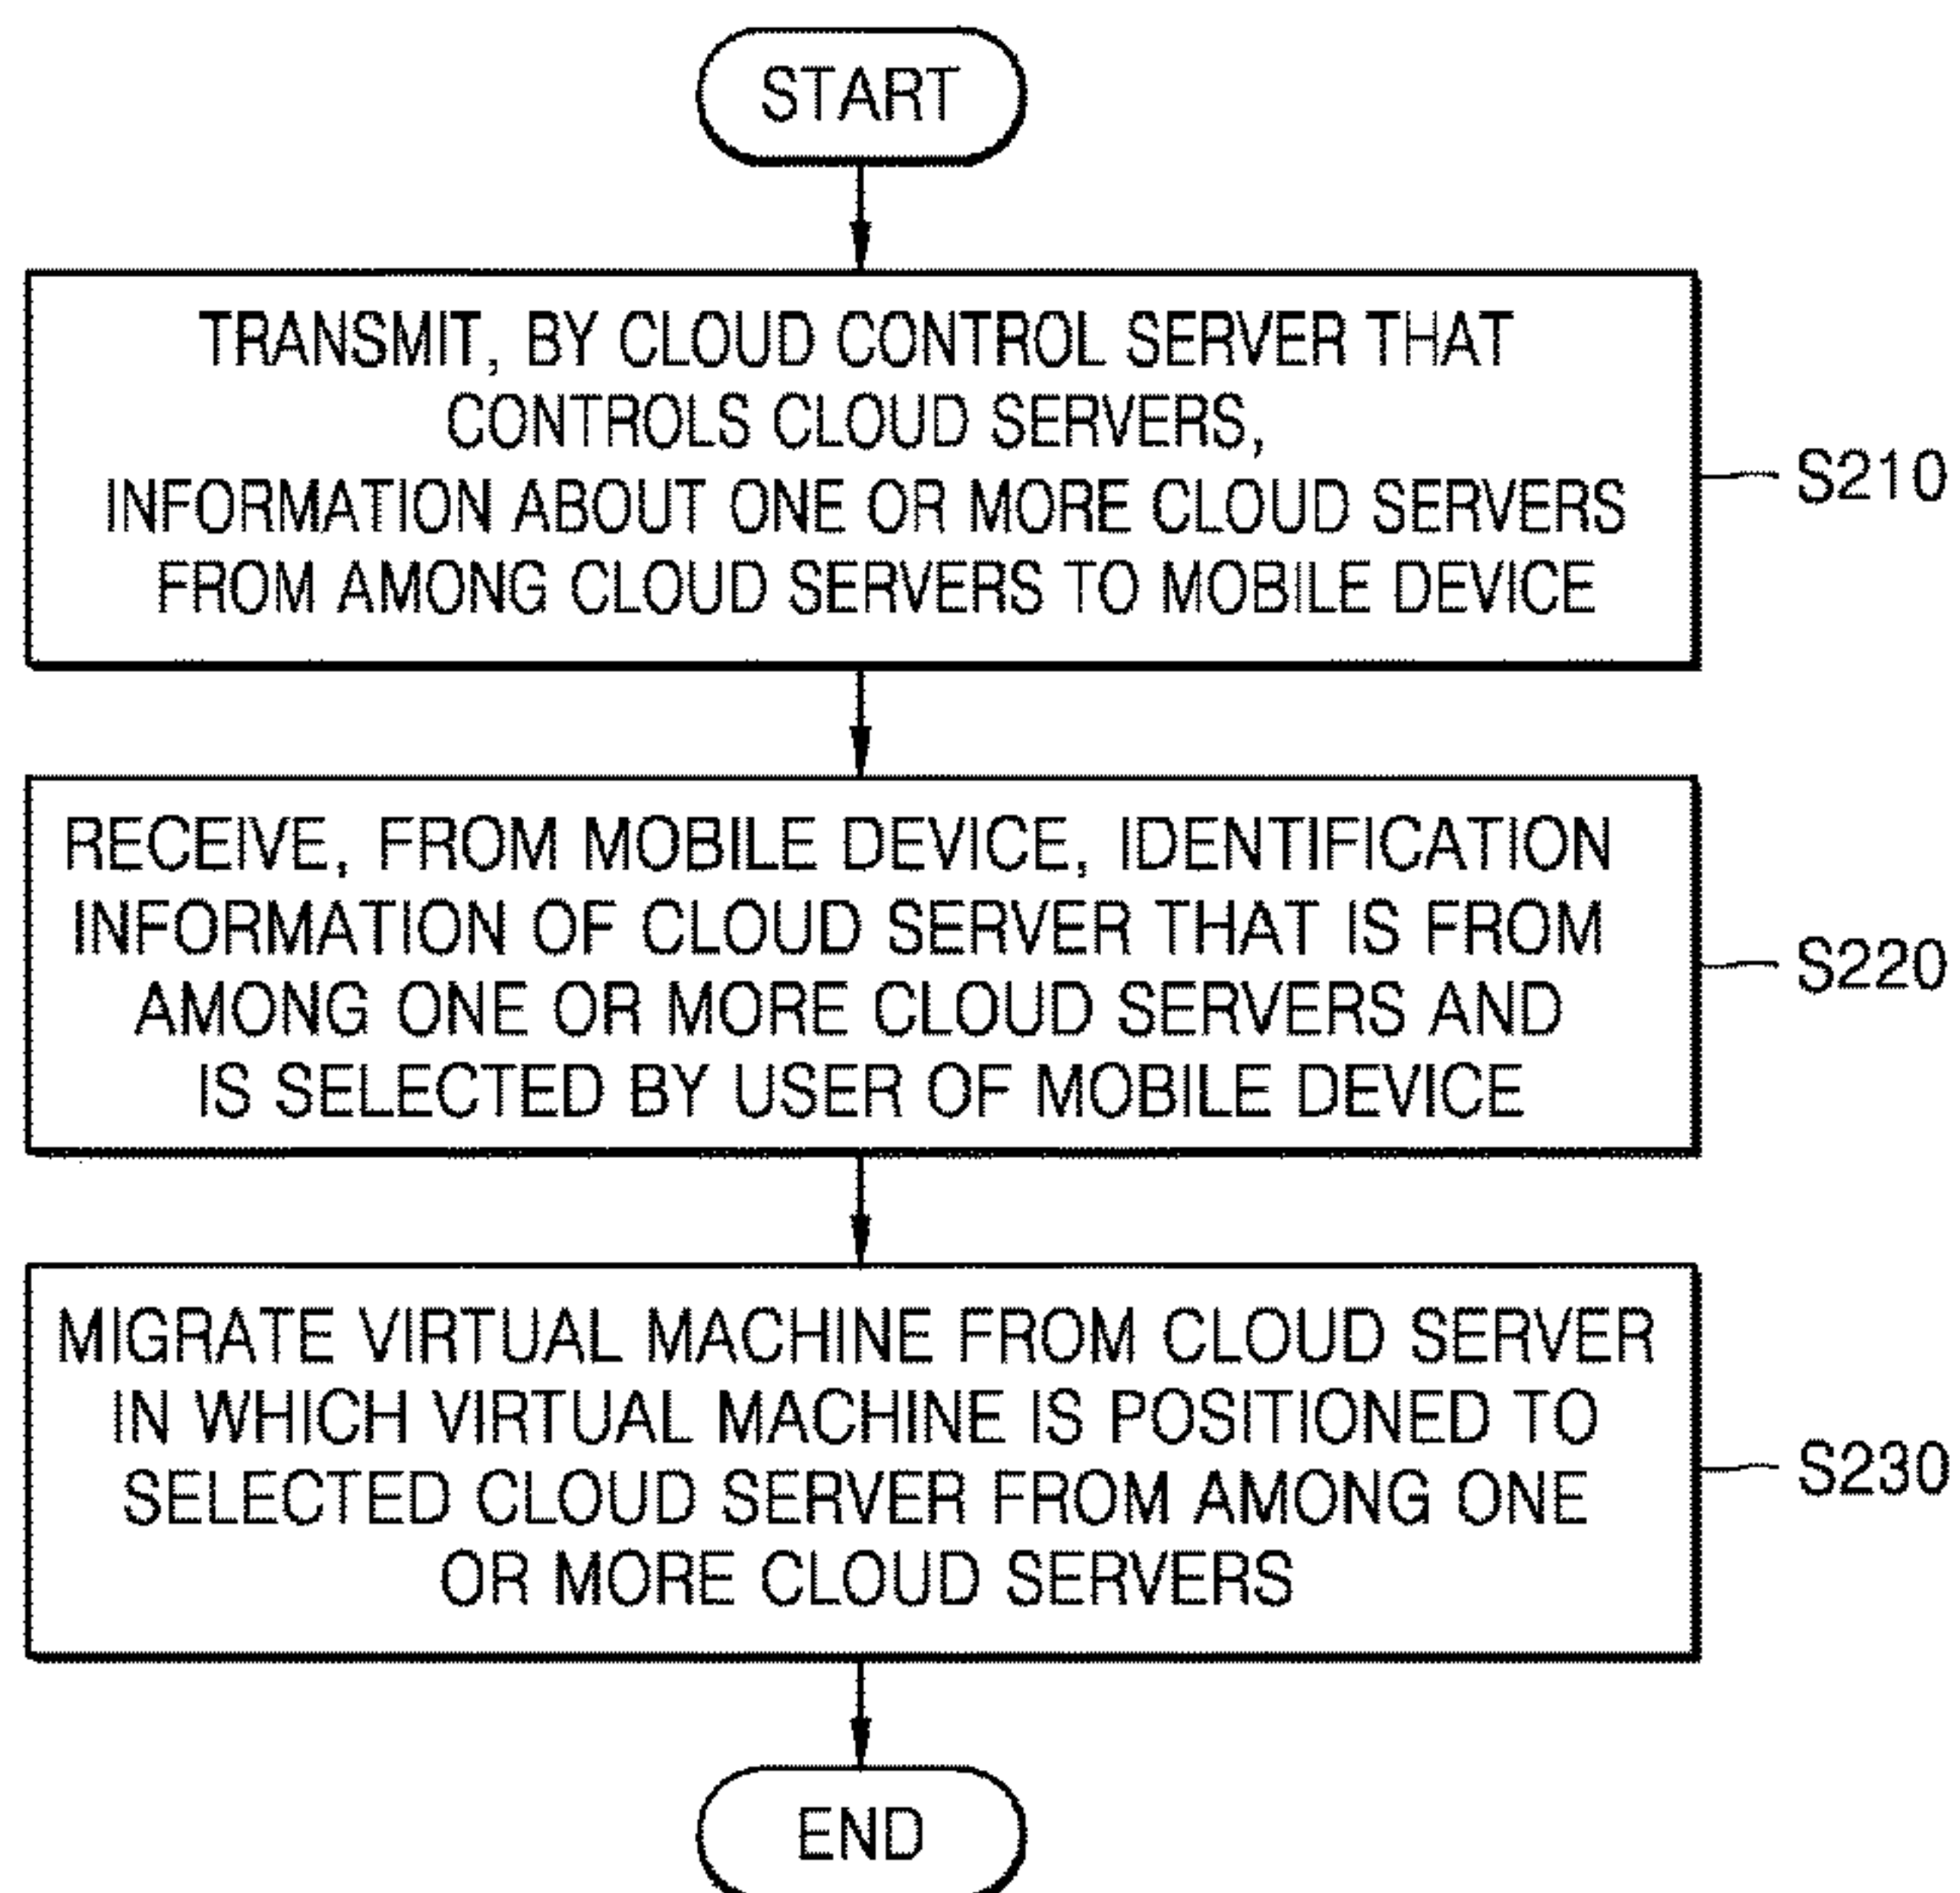 START
TRANSMIT, BY CLOUD CONTROL SERVER THAT
CONTROLS CLOUD SERVERS,
INFORMATION ABOUT ONE OR MORE CLOUD SERVERS
FROM AMONG CLOUD SERVERS TO MOBILE DEVICE
S210
RECEIVE, FROM MOBILE DEVICE, IDENTIFICATION
INFORMATION OF CLOUD SERVER THAT IS FROM
AMONG ONE OR MORE CLOUD SERVERS AND
IS SELECTED BY USER OF MOBILE DEVICE
S220
MIGRATE VIRTUAL MACHINE FROM CLOUD SERVER
IN WHICH VIRTUAL MACHINE IS POSITIONED TO
SELECTED CLOUD SERVER FROM AMONG ONE
OR MORE CLOUD SERVERS
S230
END